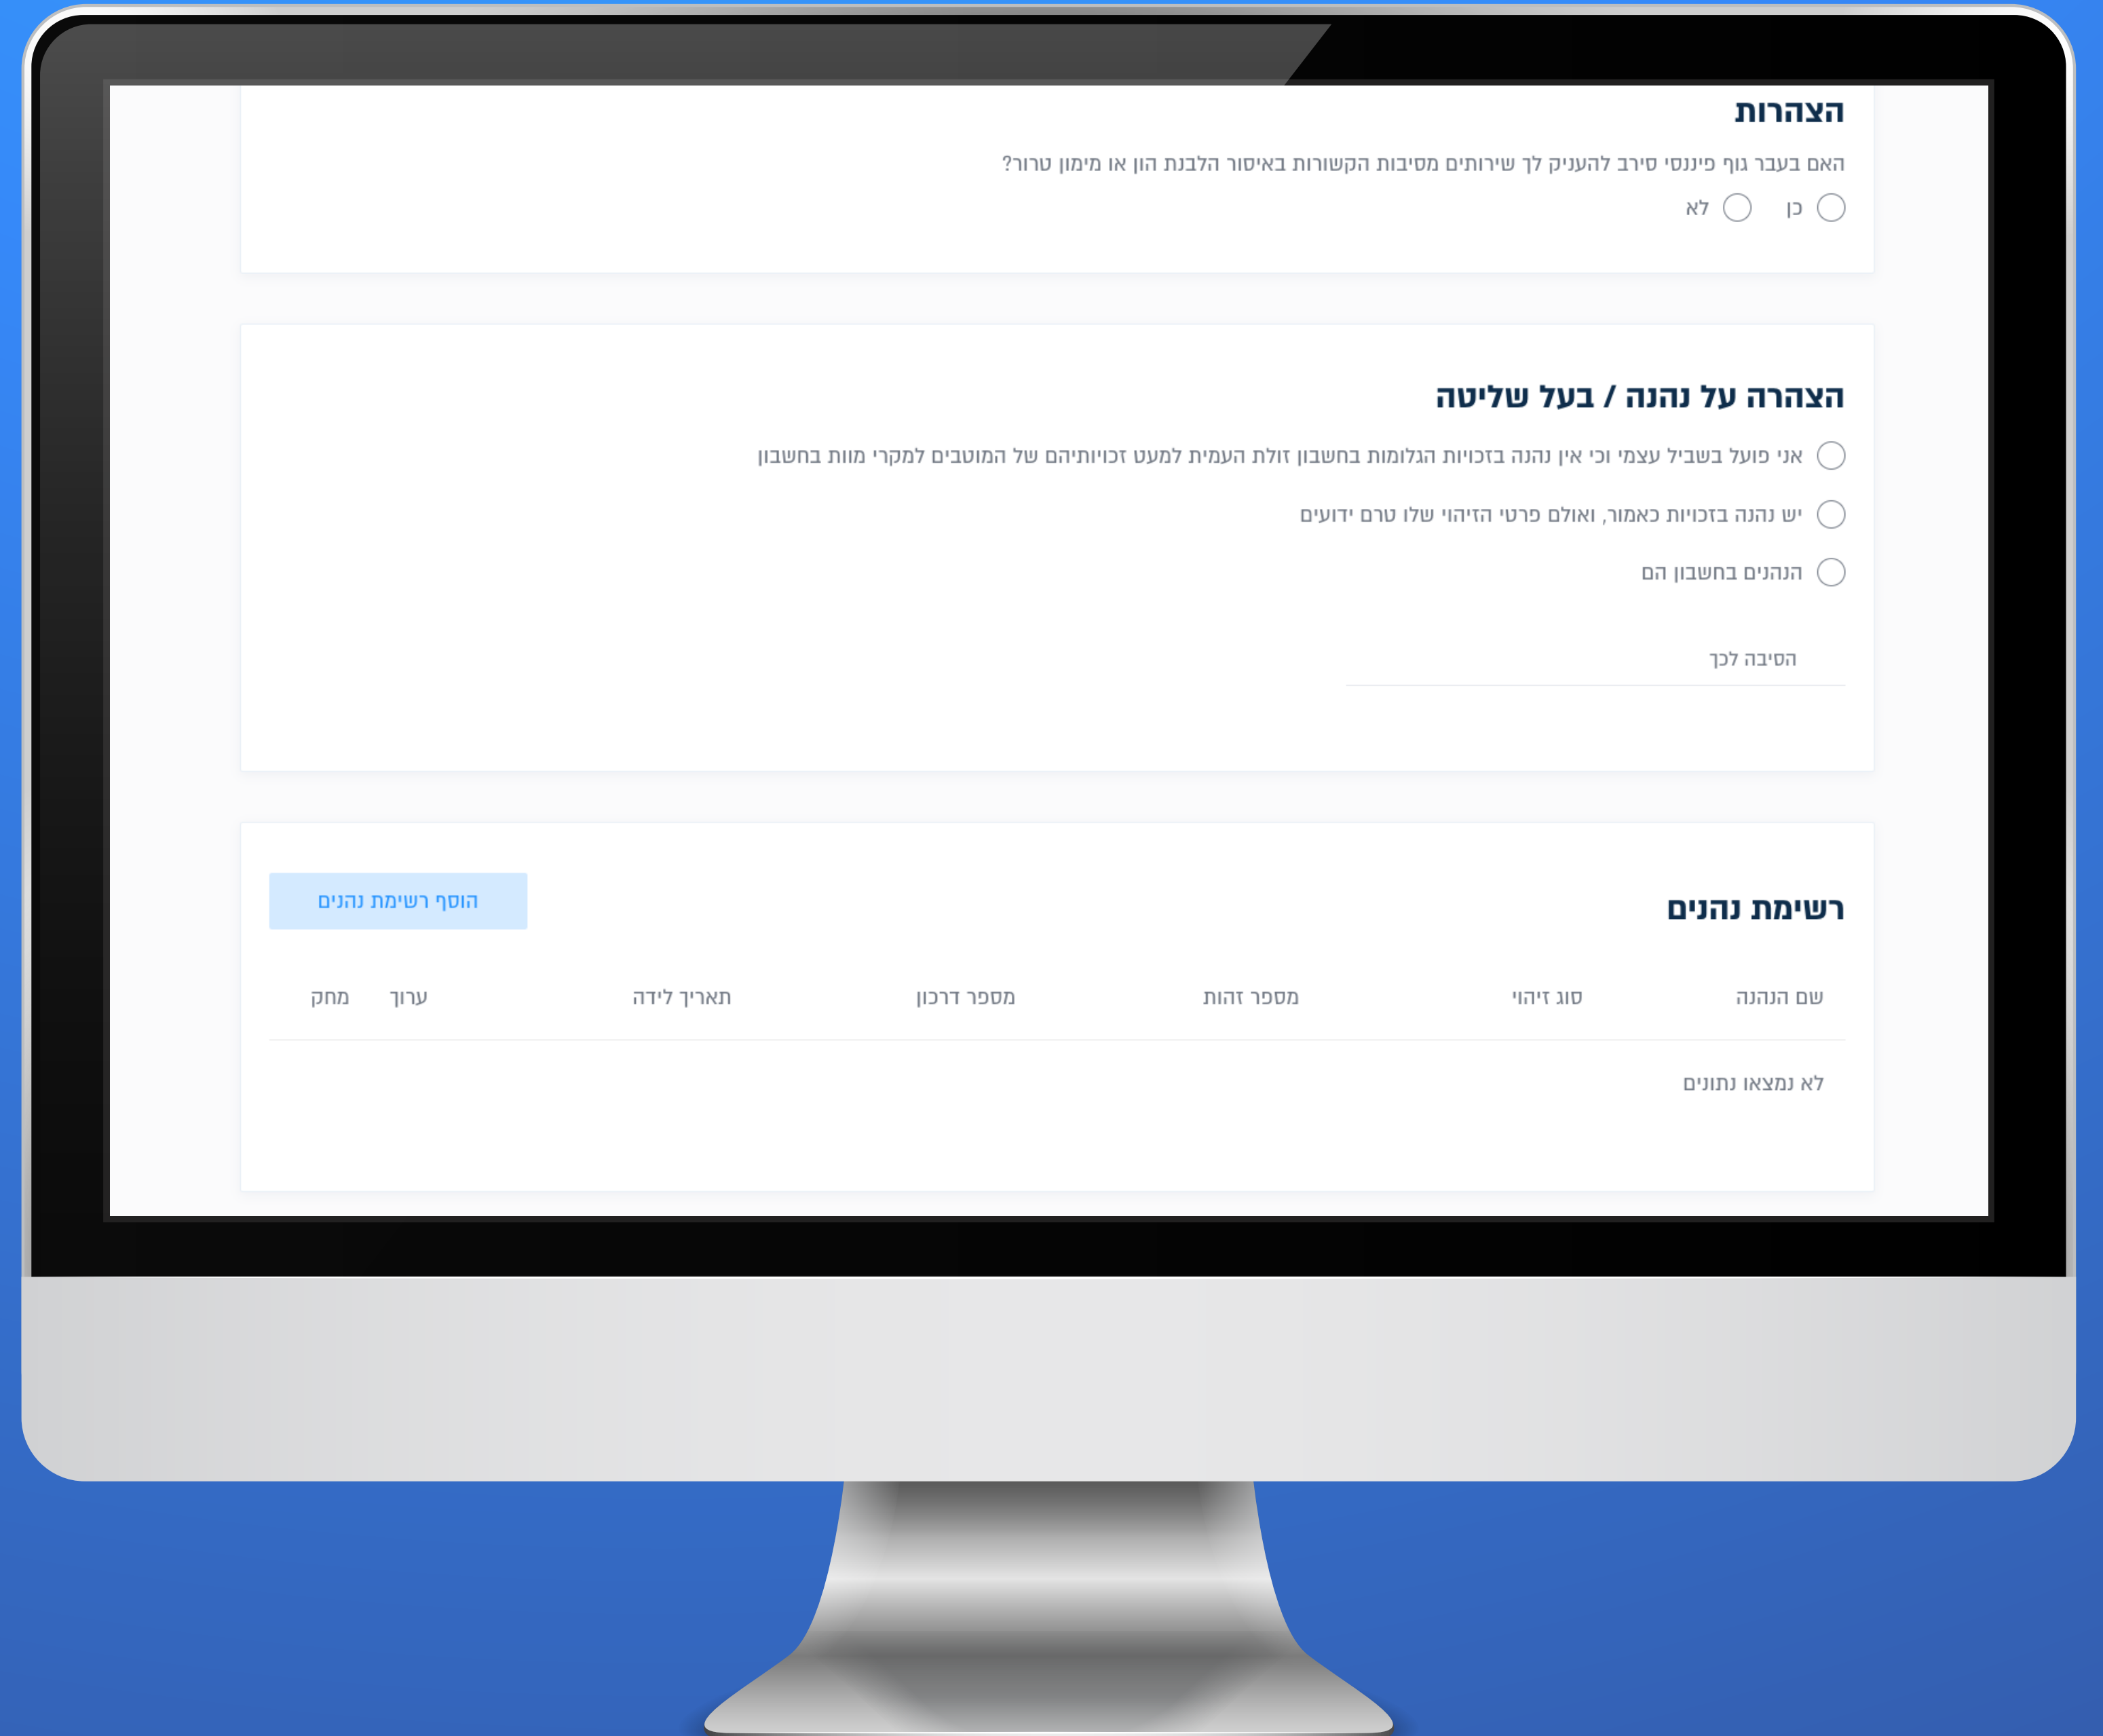 הצהרות
האם בעבר גוף פיננסי סירב להעניק לך שירותים מסיבות הקשורות באיסור הלבנת הון או מימון טרור?
כן לא
הצהרה על נהנה / בעל שליטה
אני פועל בשביל עצמי וכי אין נהנה בזכויות הגלומות בחשבון זולת העמית למעט זכויותיהם של המוטבים למקרי מוות בחשבון
יש נהנה בזכויות כאמור, ואולם פרטי הזיהוי שלו טרם ידועים
הנהנים בחשבון הם
הסיבה לכך
רשימת נהנים
הוסף רשימת נהנים
שם הנהנה סוג זיהוי מספר זהות מספר דרכון תאריך לידה ערוך מחק
לא נמצאו נתונים